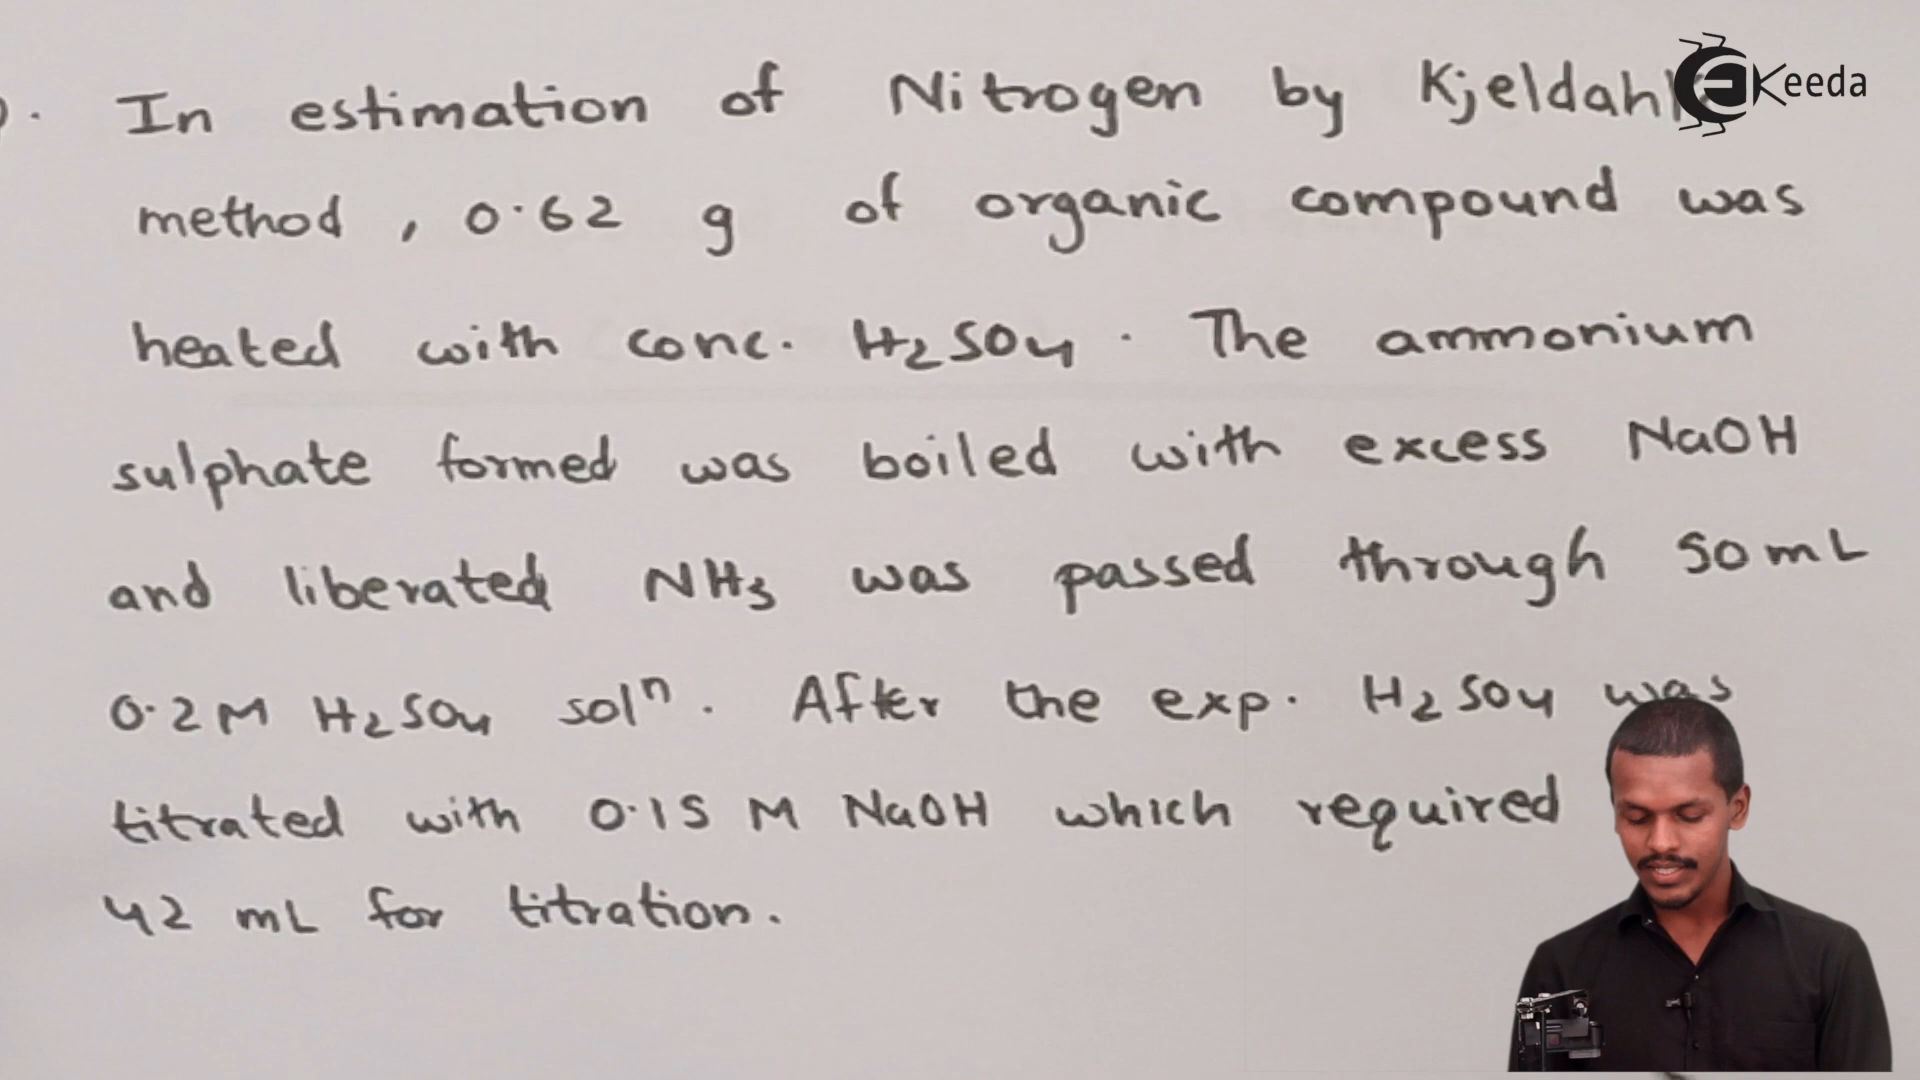 In estimation of Nitrogen by Kjeldahl
Keeda
method, 0.62 g of organic compound was
heated with conc. H2SO4. The ammonium
sulphate formed was boiled with excess NaOH
and liberated NH3 was passed through 50 mL
0.2 M H2SO4 solⁿ. After the exp. H2SO4 was
titrated with 0.15 M NaOH which required
42 mL for titration.